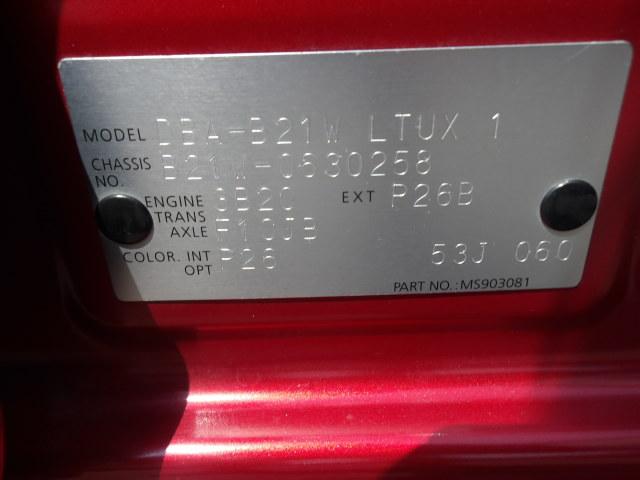 MODEL DBA-B21W LTUX 1
CHASSIS NO. B21W-0630258
ENGINE 3B20 EXT P26B
TRANS AXLE F1CJB
COLOR. INT OPT P26 53J 060
PART NO.:MS903081